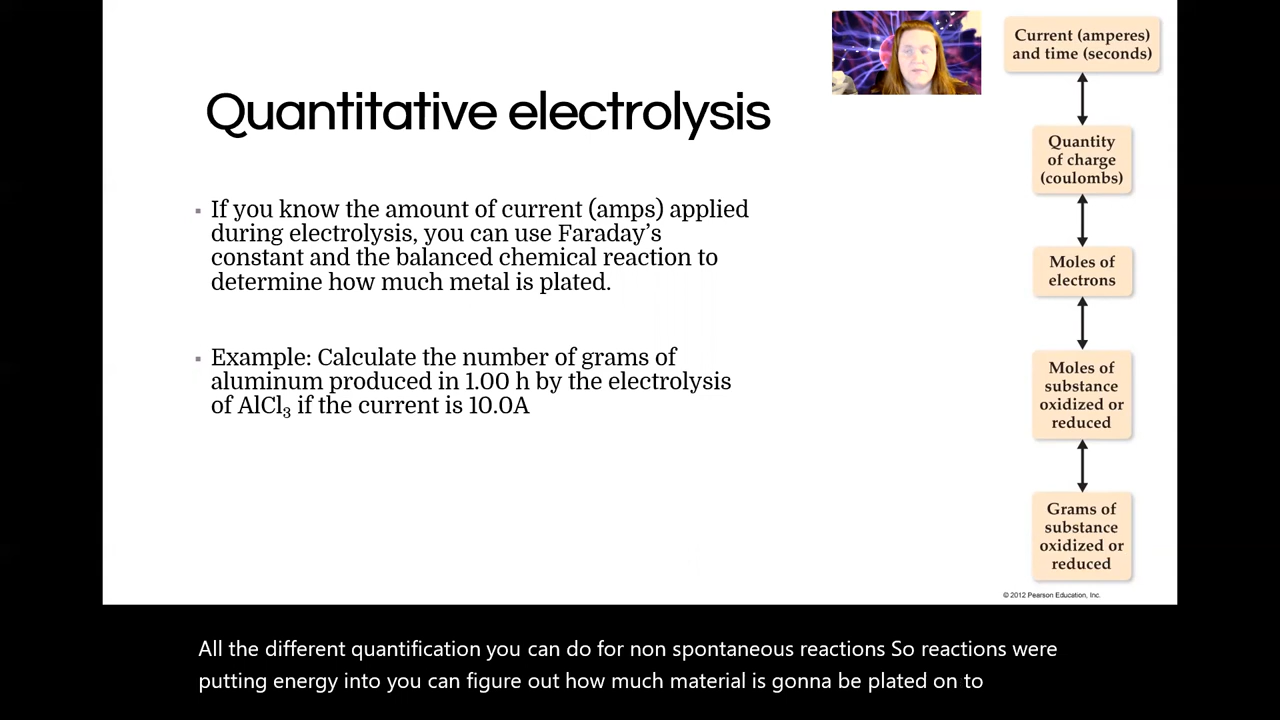 Quantitative electrolysis
▪ If you know the amount of current (amps) applied
during electrolysis, you can use Faraday’s
constant and the balanced chemical reaction to
determine how much metal is plated.
▪ Example: Calculate the number of grams of
aluminum produced in 1.00 h by the electrolysis
of AlCl₃ if the current is 10.0A
Current (amperes)
and time (seconds)
Quantity
of charge
(coulombs)
Moles of
electrons
Moles of
substance
oxidized or
reduced
Grams of
substance
oxidized or
reduced
© 2012 Pearson Education, Inc.
All the different quantification you can do for non spontaneous reactions So reactions were
putting energy into you can figure out how much material is gonna be plated on to